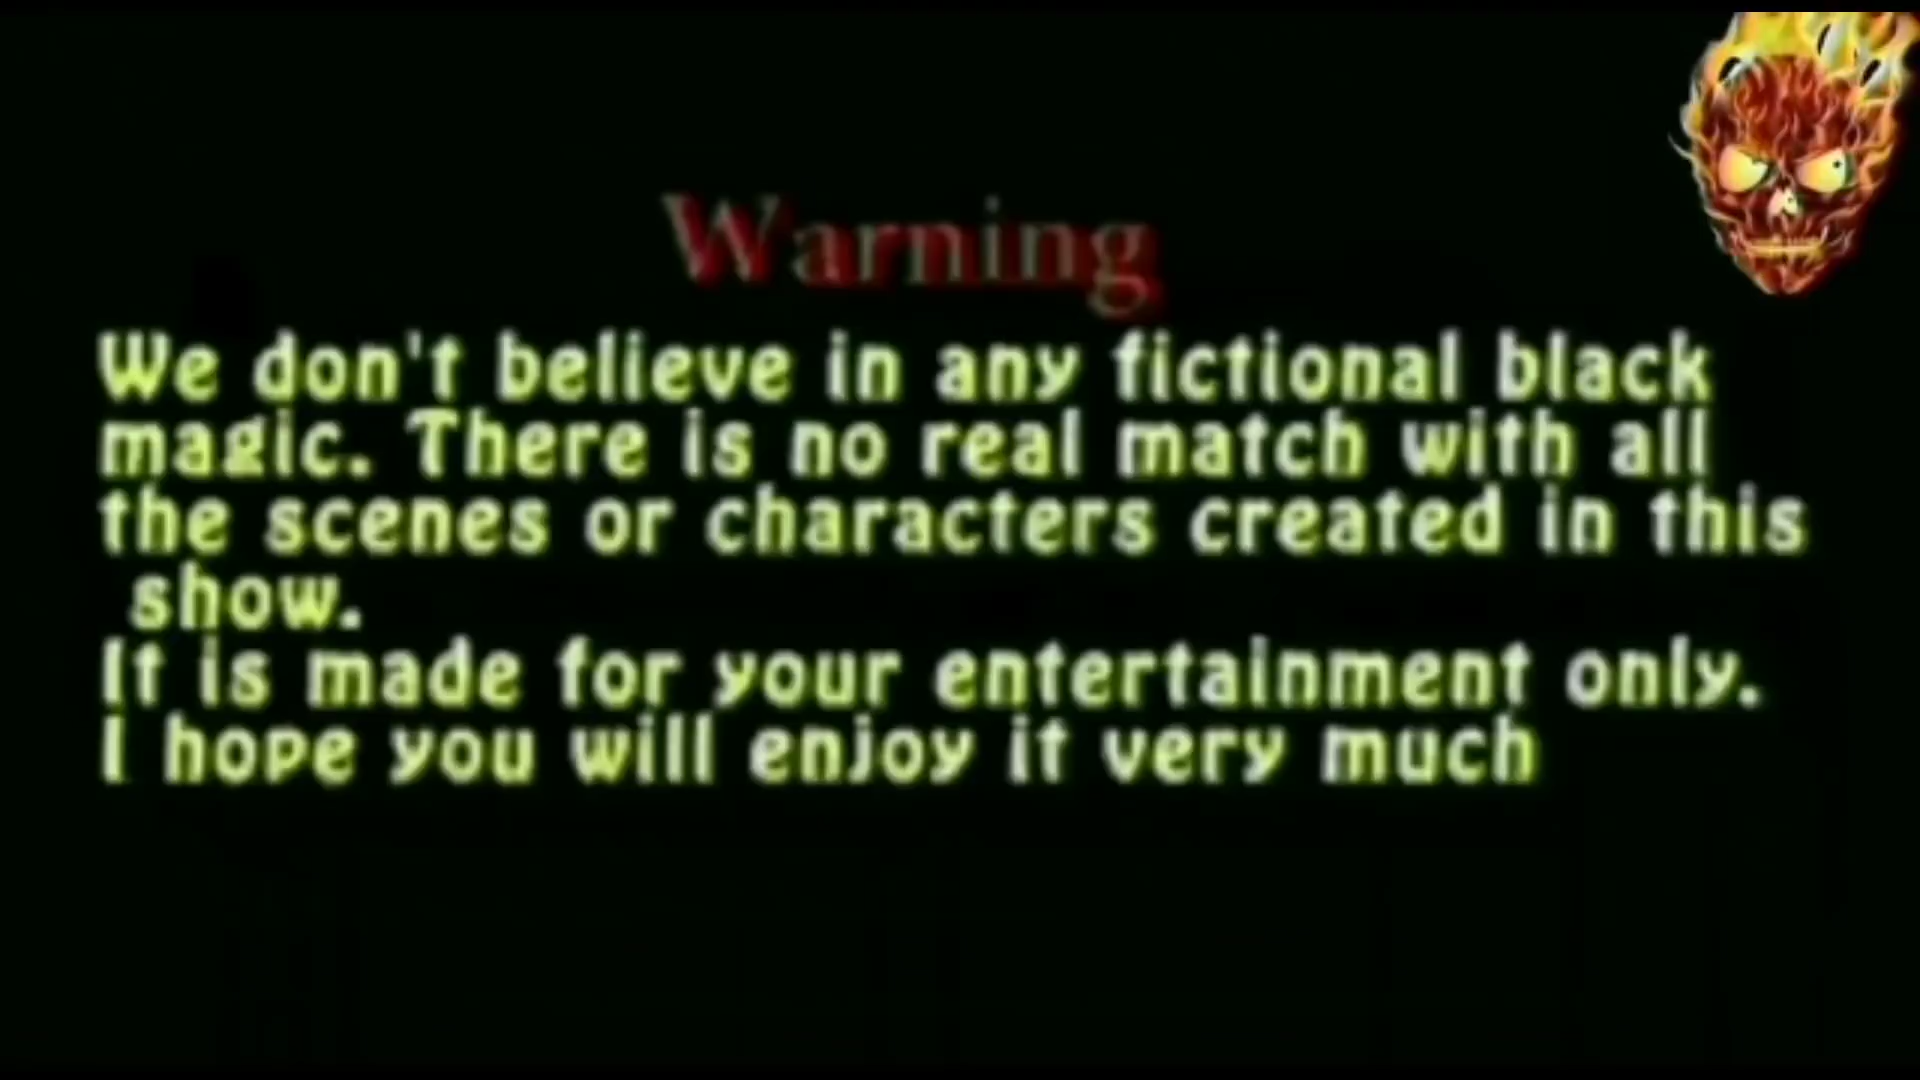 Warning
We don't believe in any fictional black
magic. There is no real match with all
the scenes or characters created in this
show.
It is made for your entertainment only.
I hope you will enjoy it very much